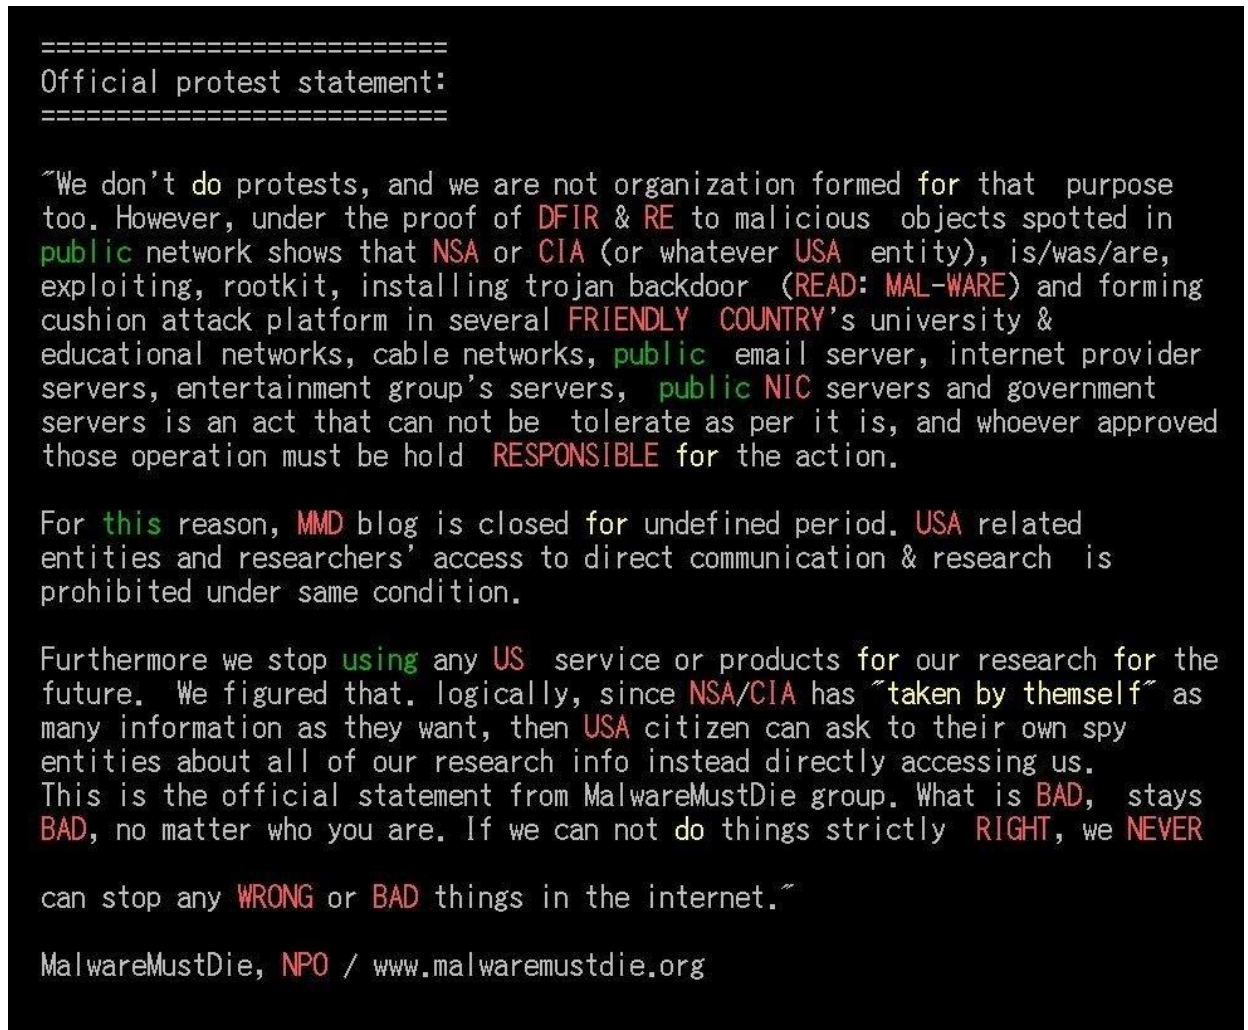 ===========================
Official protest statement:
===========================
"We don't do protests, and we are not organization formed for that purpose
too. However, under the proof of DFIR & RE to malicious objects spotted in
public network shows that NSA or CIA (or whatever USA entity), is/was/are,
exploiting, rootkit, installing trojan backdoor (READ: MAL-WARE) and forming
cushion attack platform in several FRIENDLY COUNTRY's university &
educational networks, cable networks, public email server, internet provider
servers, entertainment group's servers, public NIC servers and government
servers is an act that can not be tolerate as per it is, and whoever approved
those operation must be hold RESPONSIBLE for the action.
For this reason, MMD blog is closed for undefined period. USA related
entities and researchers' access to direct communication & research is
prohibited under same condition.
Furthermore we stop using any US service or products for our research for the
future. We figured that. logically, since NSA/CIA has "taken by themself" as
many information as they want, then USA citizen can ask to their own spy
entities about all of our research info instead directly accessing us.
This is the official statement from MalwareMustDie group. What is BAD, stays
BAD, no matter who you are. If we can not do things strictly RIGHT, we NEVER
can stop any WRONG or BAD things in the internet."
MalwareMustDie, NPO / www.malwaremustdie.org